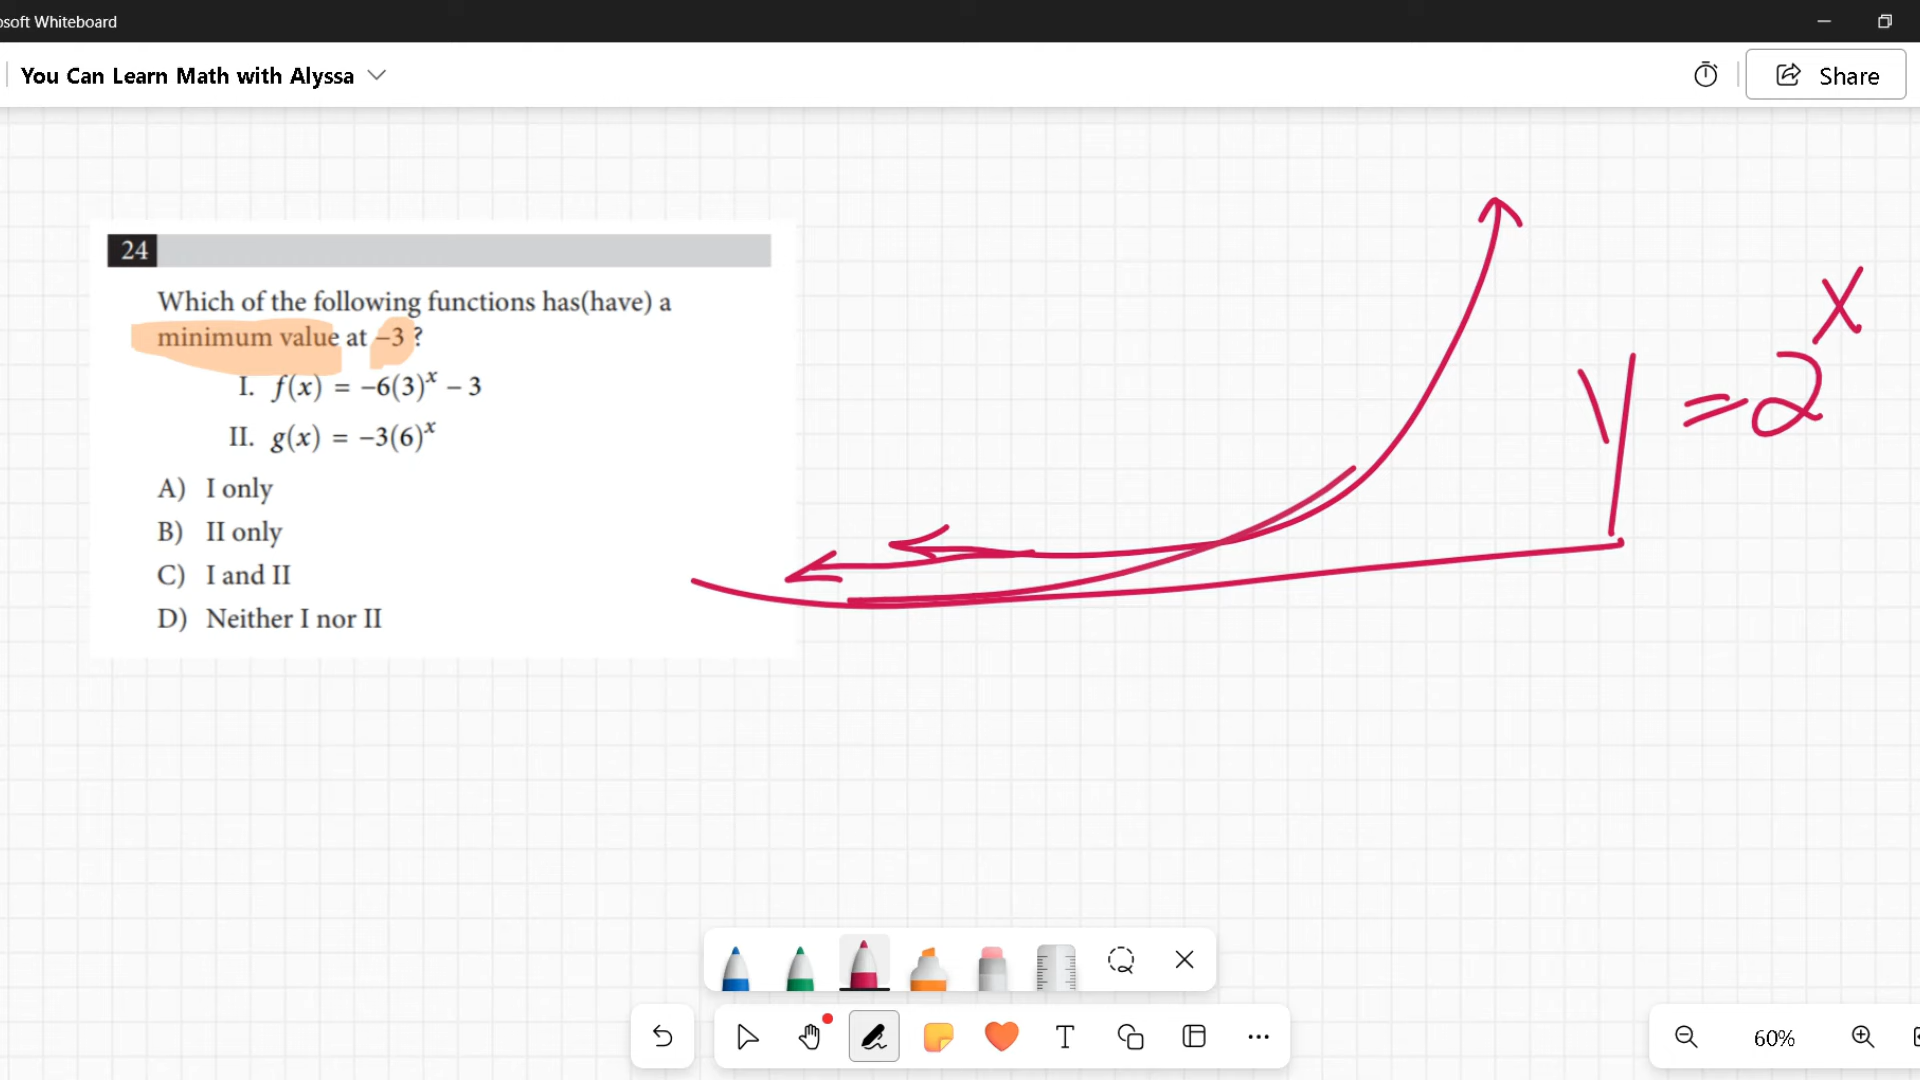 osoft Whiteboard
You Can Learn Math with Alyssa
Share
24
Which of the following functions has(have) a
minimum value at –3 ?
I. f(x) = –6(3)^x – 3
II. g(x) = –3(6)^x
A) I only
B) II only
C) I and II
D) Neither I nor II
y = 2^x
60%